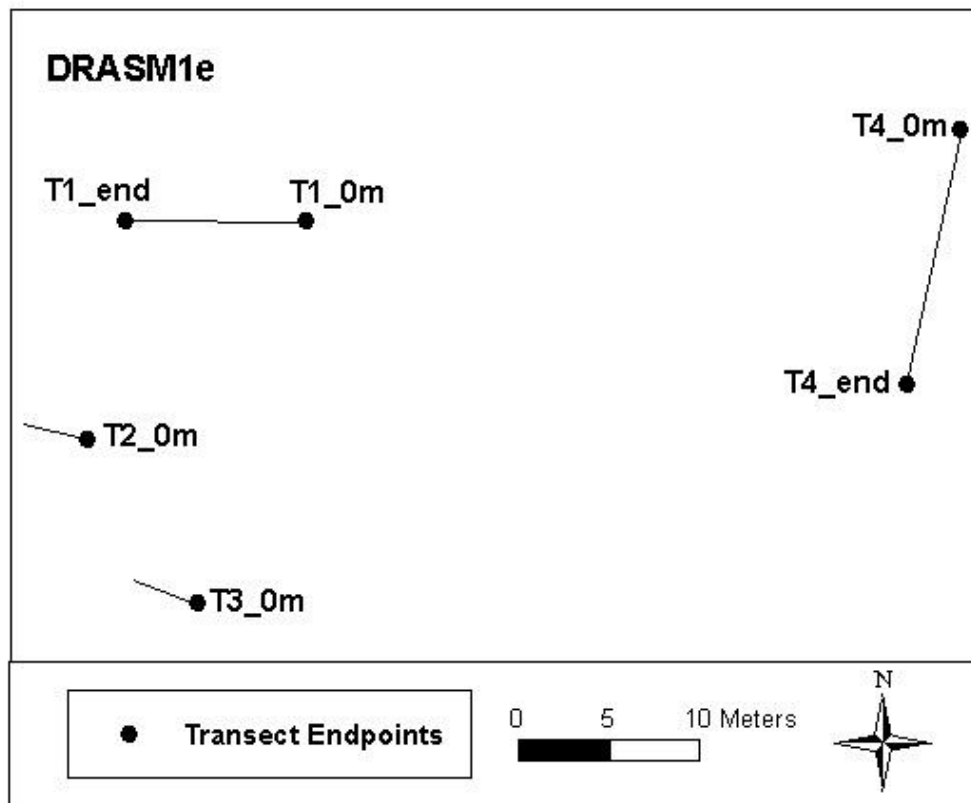 DRASM1e
T4_0m
T1_end
T1_0m
T4_end
T2_0m
T3_0m
Transect Endpoints
0 5 10 Meters
N